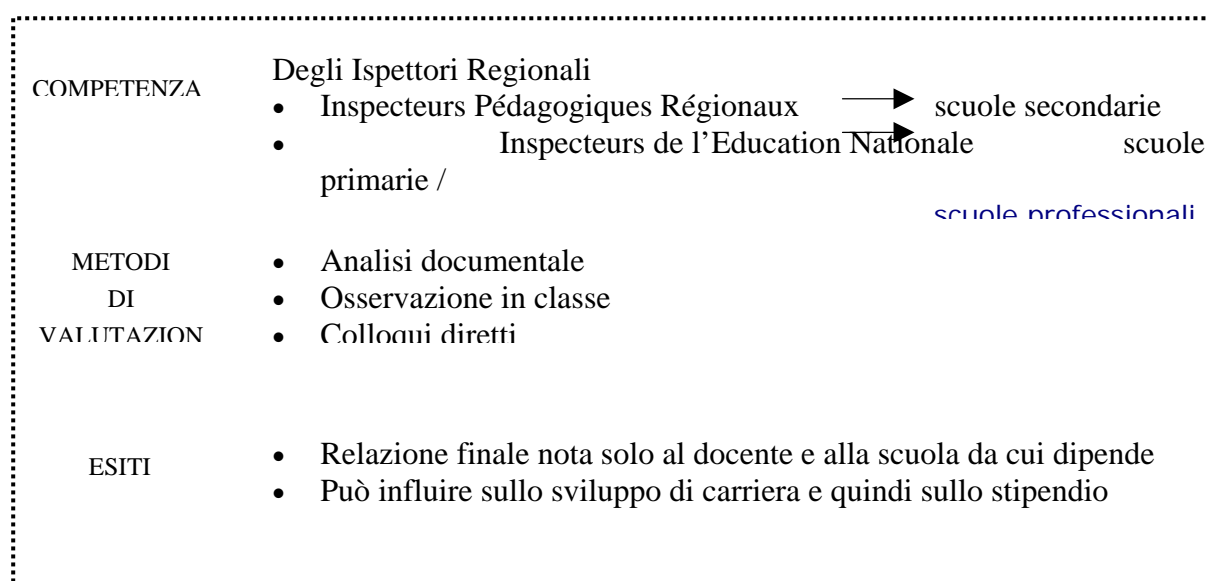 COMPETENZA
Degli Ispettori Regionali
• Inspecteurs Pédagogiques Régionaux scuole secondarie
• Inspecteurs de l'Education Nationale scuole
primarie /
scuole professionali
METODI
DI
VALUTAZION
• Analisi documentale
• Osservazione in classe
• Colloqui diretti
ESITI
• Relazione finale nota solo al docente e alla scuola da cui dipende
• Può influire sullo sviluppo di carriera e quindi sullo stipendio